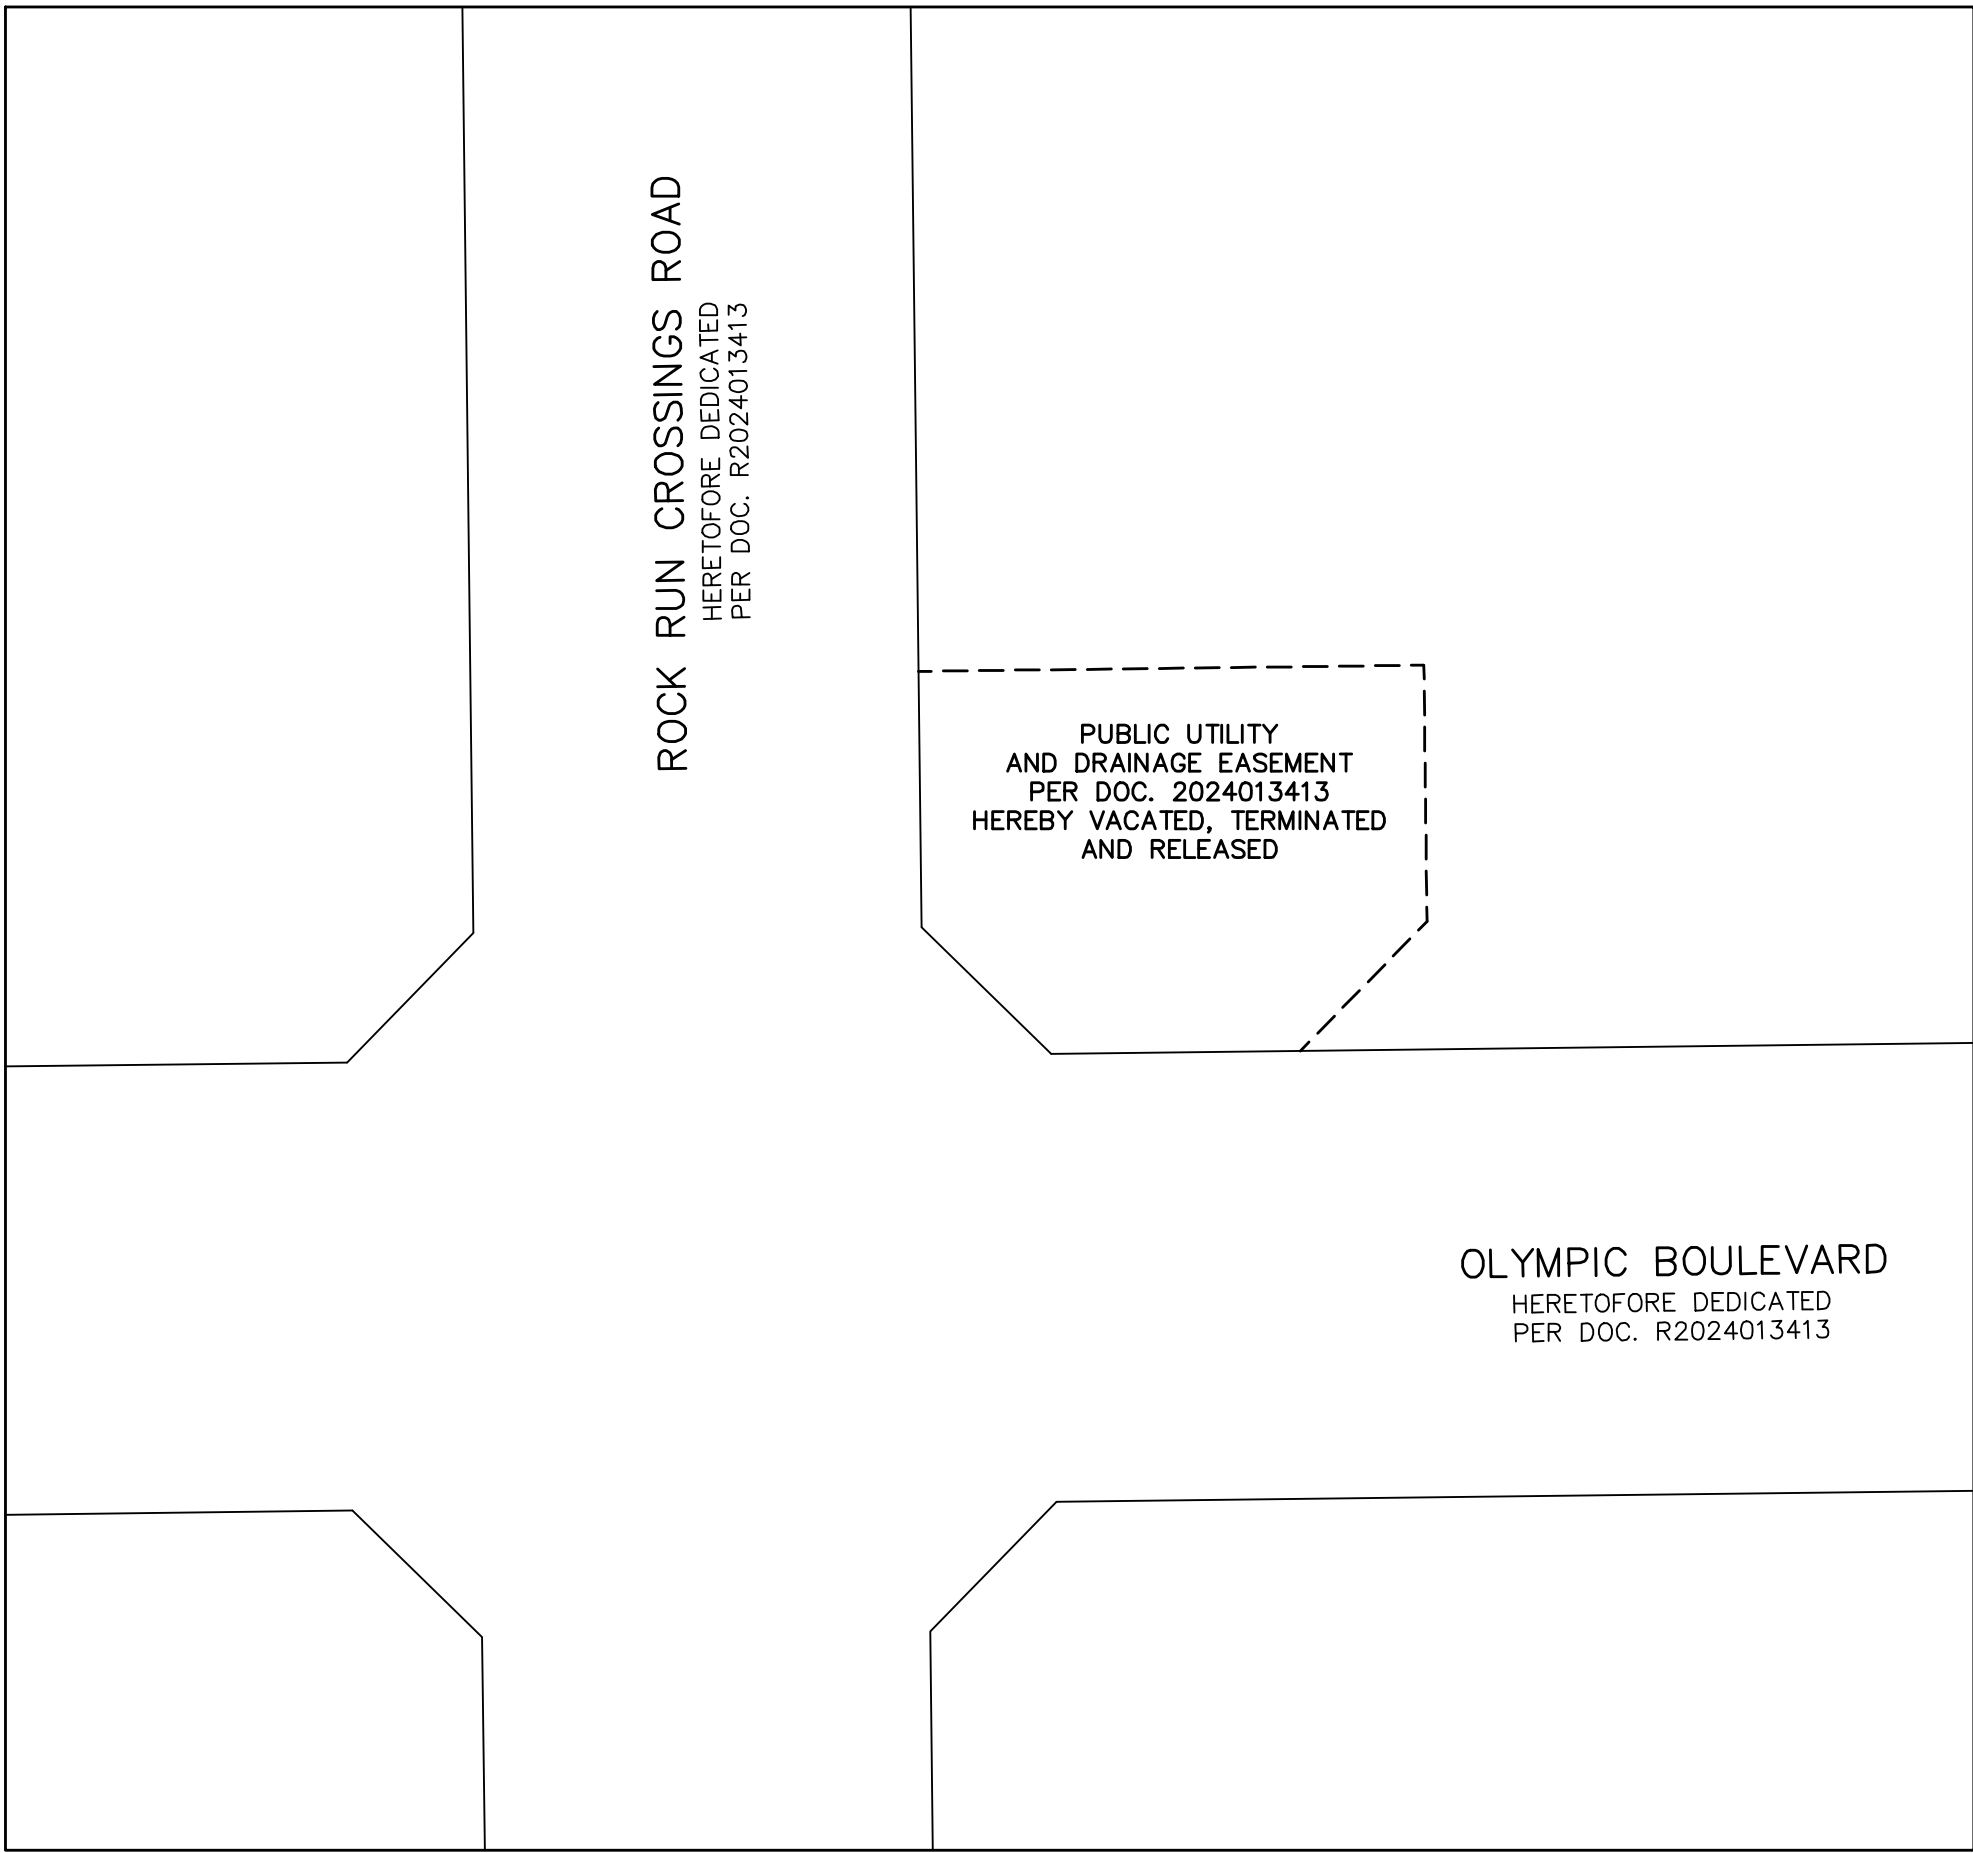 ROCK RUN CROSSINGS ROAD
HERETOFORE DEDICATED
PER DOC. R2024013413
PUBLIC UTILITY
AND DRAINAGE EASEMENT
PER DOC. 2024013413
HEREBY VACATED, TERMINATED
AND RELEASED
OLYMPIC BOULEVARD
HERETOFORE DEDICATED
PER DOC. R2024013413